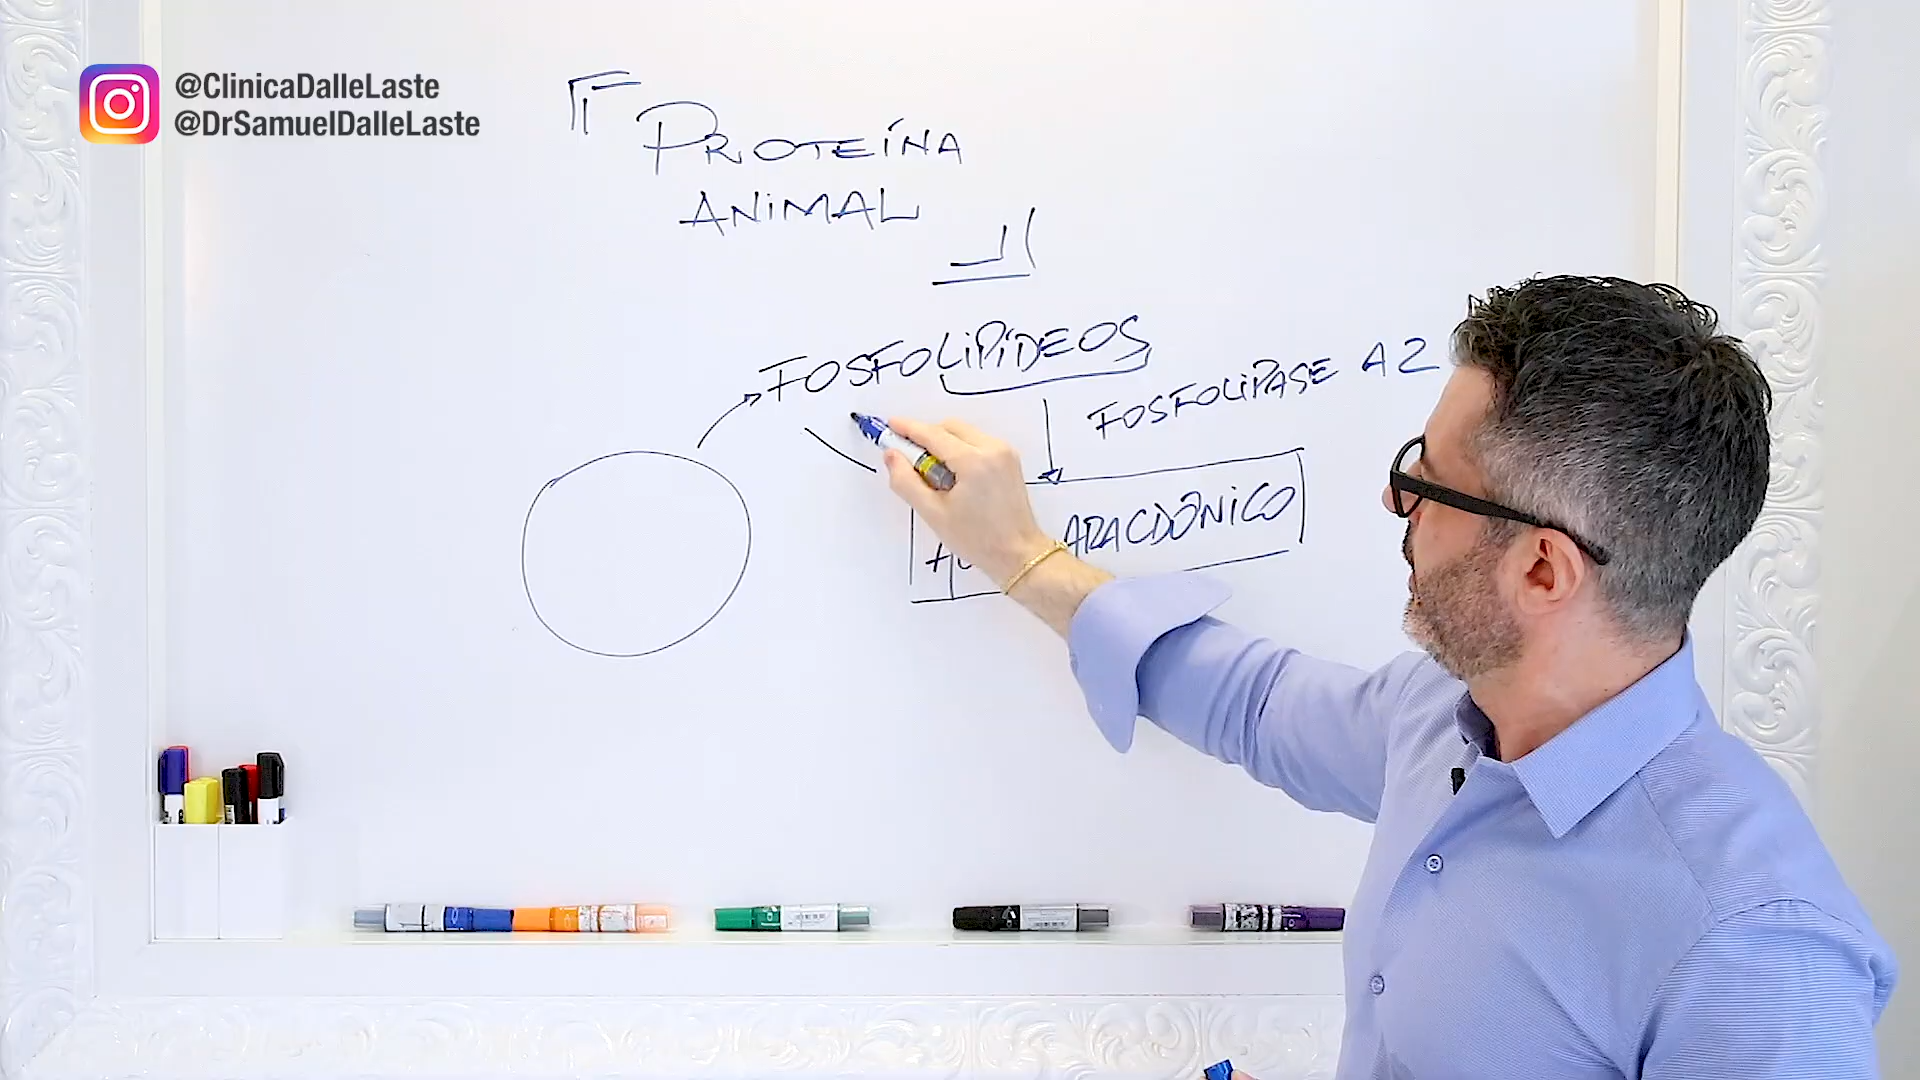 @ClinicaDalleLaste
@DrSamuelDalleLaste
PROTEÍNA
ANIMAL
FOSFOLIPÍDEOS
FOSFOLIPASE A2
ARACDÔNICO